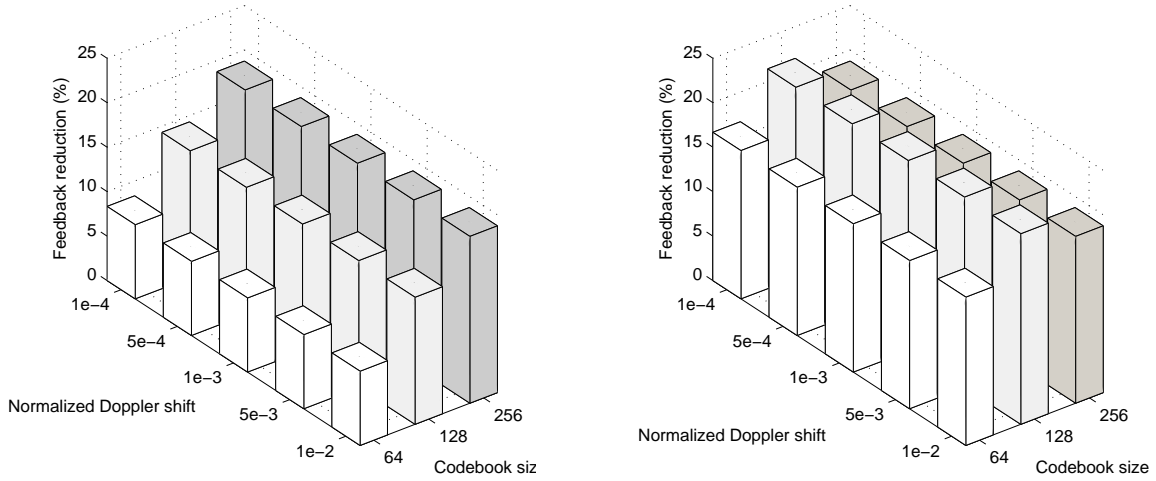 25
20
15
10
5
0
Feedback reduction (%)
1e−4
5e−4
1e−3
5e−3
1e−2
Normalized Doppler shift
64
128
256
Codebook siz
25
20
15
10
5
0
Feedback reduction (%)
1e−4
5e−4
1e−3
5e−3
1e−2
Normalized Doppler shift
64
128
256
Codebook size